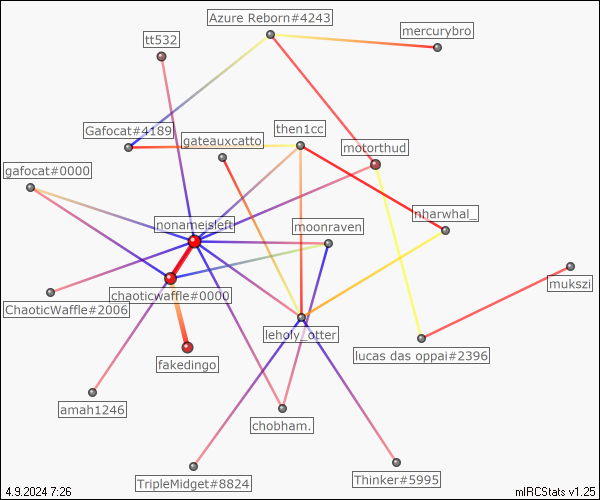 Azure Reborn#4243
mercurybro
tt532
Gafocat#4189
then1cc
gateauxcatto
motorthud
gafocat#0000
nharwhal_
nonameisleft
moonraven
mukszi
chaoticwaffle#0000
ChaoticWaffle#2006
leholy_otter
lucas das oppai#2396
fakedingo
amah1246
chobham.
TripleMidget#8824
Thinker#5995
4.9.2024 7:26
mIRCStats v1.25